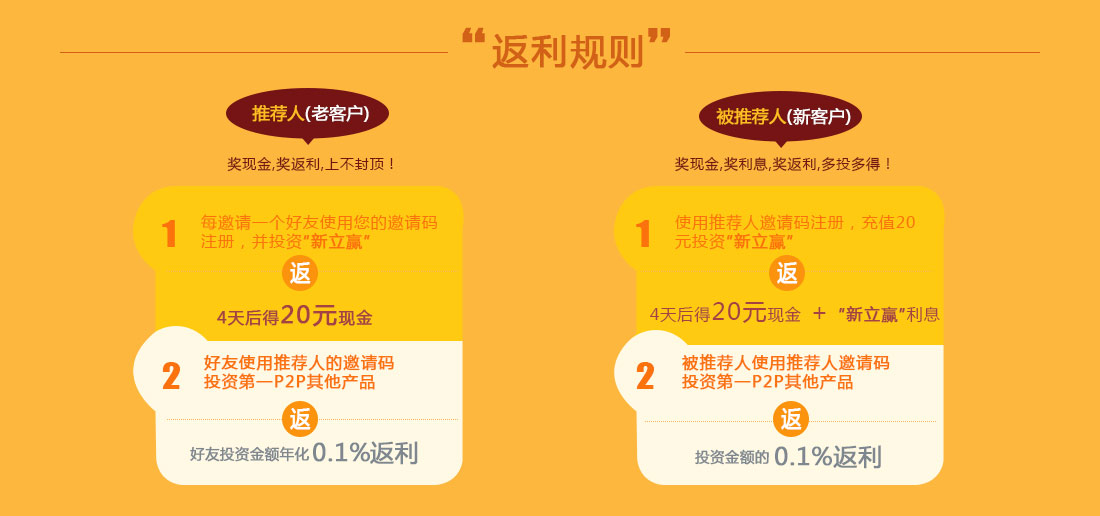 “返利规则”
推荐人(老客户)
奖现金,奖返利,上不封顶！
1
每邀请一个好友使用您的邀请码
注册，并投资“新立赢”
返
4天后得20元现金
2
好友使用推荐人的邀请码
投资第一P2P其他产品
返
好友投资金额年化0.1%返利
被推荐人(新客户)
奖现金,奖利息,奖返利,多投多得！
1
使用推荐人邀请码注册，充值20
元投资“新立赢”
返
4天后得20元现金 + “新立赢”利息
2
被推荐人使用推荐人邀请码
投资第一P2P其他产品
返
投资金额的 0.1%返利